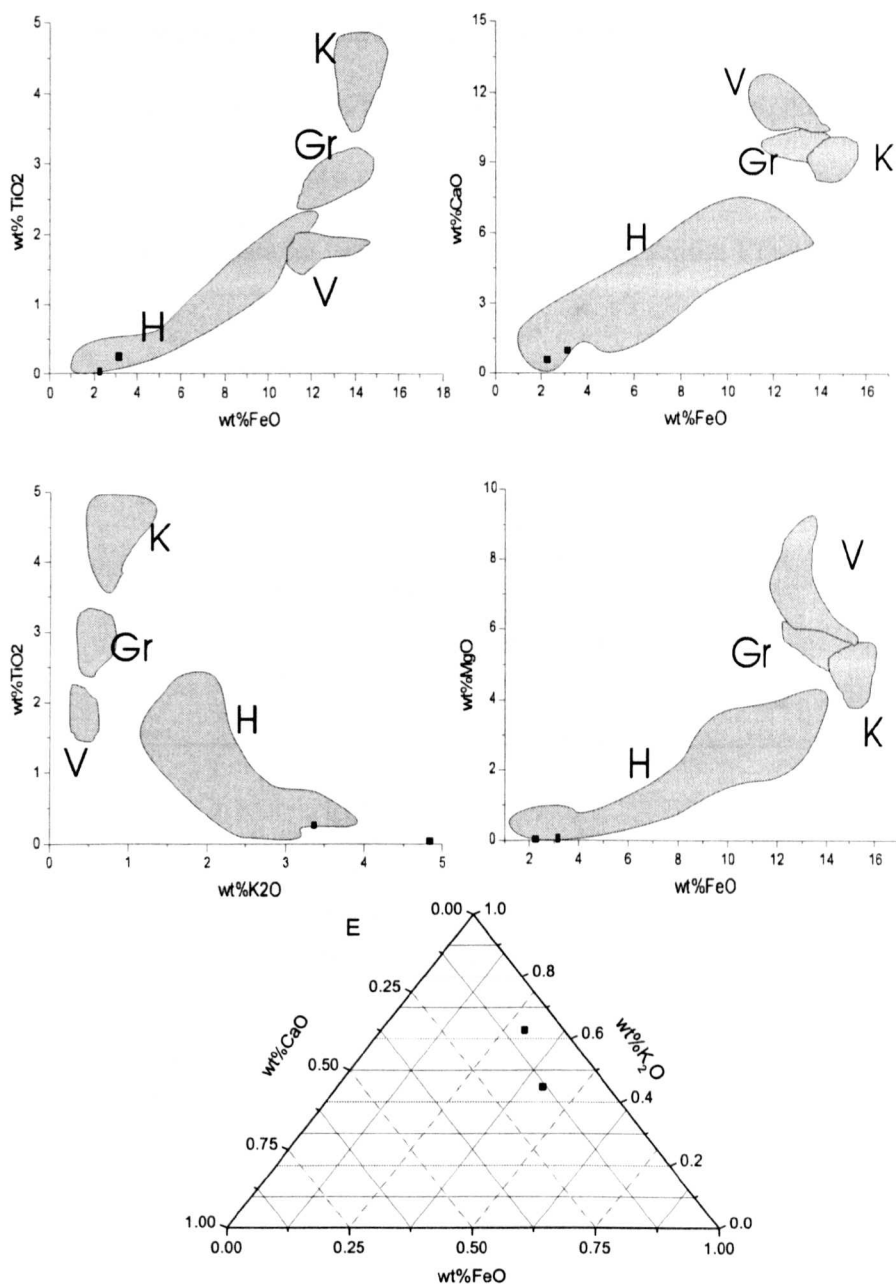 5
4
3
2
1
0
wt% TiO2
K
Gr
H
V
0 2 4 6 8 10 12 14 16 18
wt%FeO
15
12
9
6
3
0
wt%CaO
V
Gr
K
H
0 2 4 6 8 10 12 14 16
wt%FeO
5
4
3
2
1
0
wt%TiO2
K
Gr
V
H
0 1 2 3 4 5
wt%K2O
10
8
6
4
2
0
wt%MgO
V
Gr
K
H
2 4 6 8 10 12 14 16
wt%FeO
E
0.00 1.0
0.25 0.8
wt%CaO wt%K2O
0.50 0.6
0.4
0.75 0.2
1.00 0.0
0.00 0.25 0.50 0.75 1.00
wt%FeO